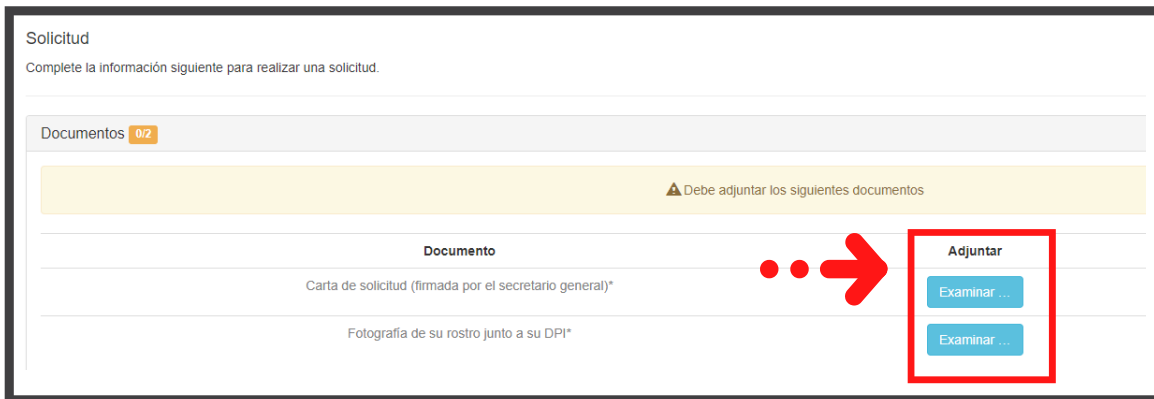 Solicitud
Complete la información siguiente para realizar una solicitud.
Documentos 0/2
Debe adjuntar los siguientes documentos
Documento Adjuntar
Carta de solicitud (firmada por el secretario general)* Examinar ...
Fotografía de su rostro junto a su DPI* Examinar ...